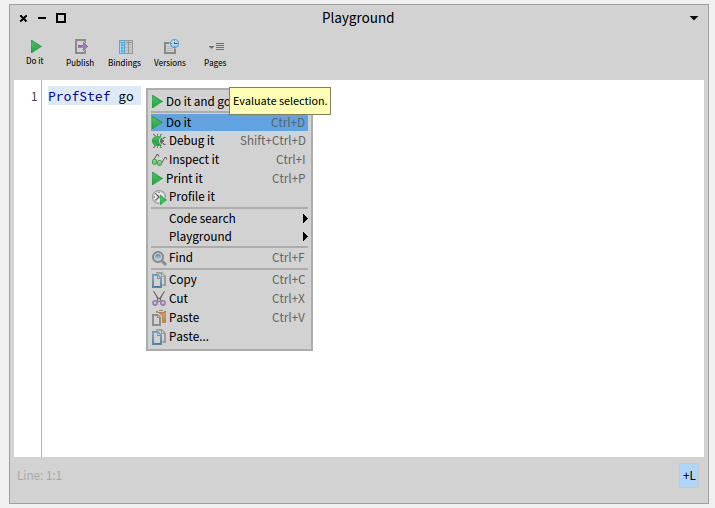 Playground
Do it Publish Bindings Versions Pages
1 ProfStef go
Do it and go
Evaluate selection.
Do it Ctrl+D
Debug it Shift+Ctrl+D
Inspect it Ctrl+I
Print it Ctrl+P
Profile it
Code search
Playground
Find Ctrl+F
Copy Ctrl+C
Cut Ctrl+X
Paste Ctrl+V
Paste...
Line: 1:1
+L